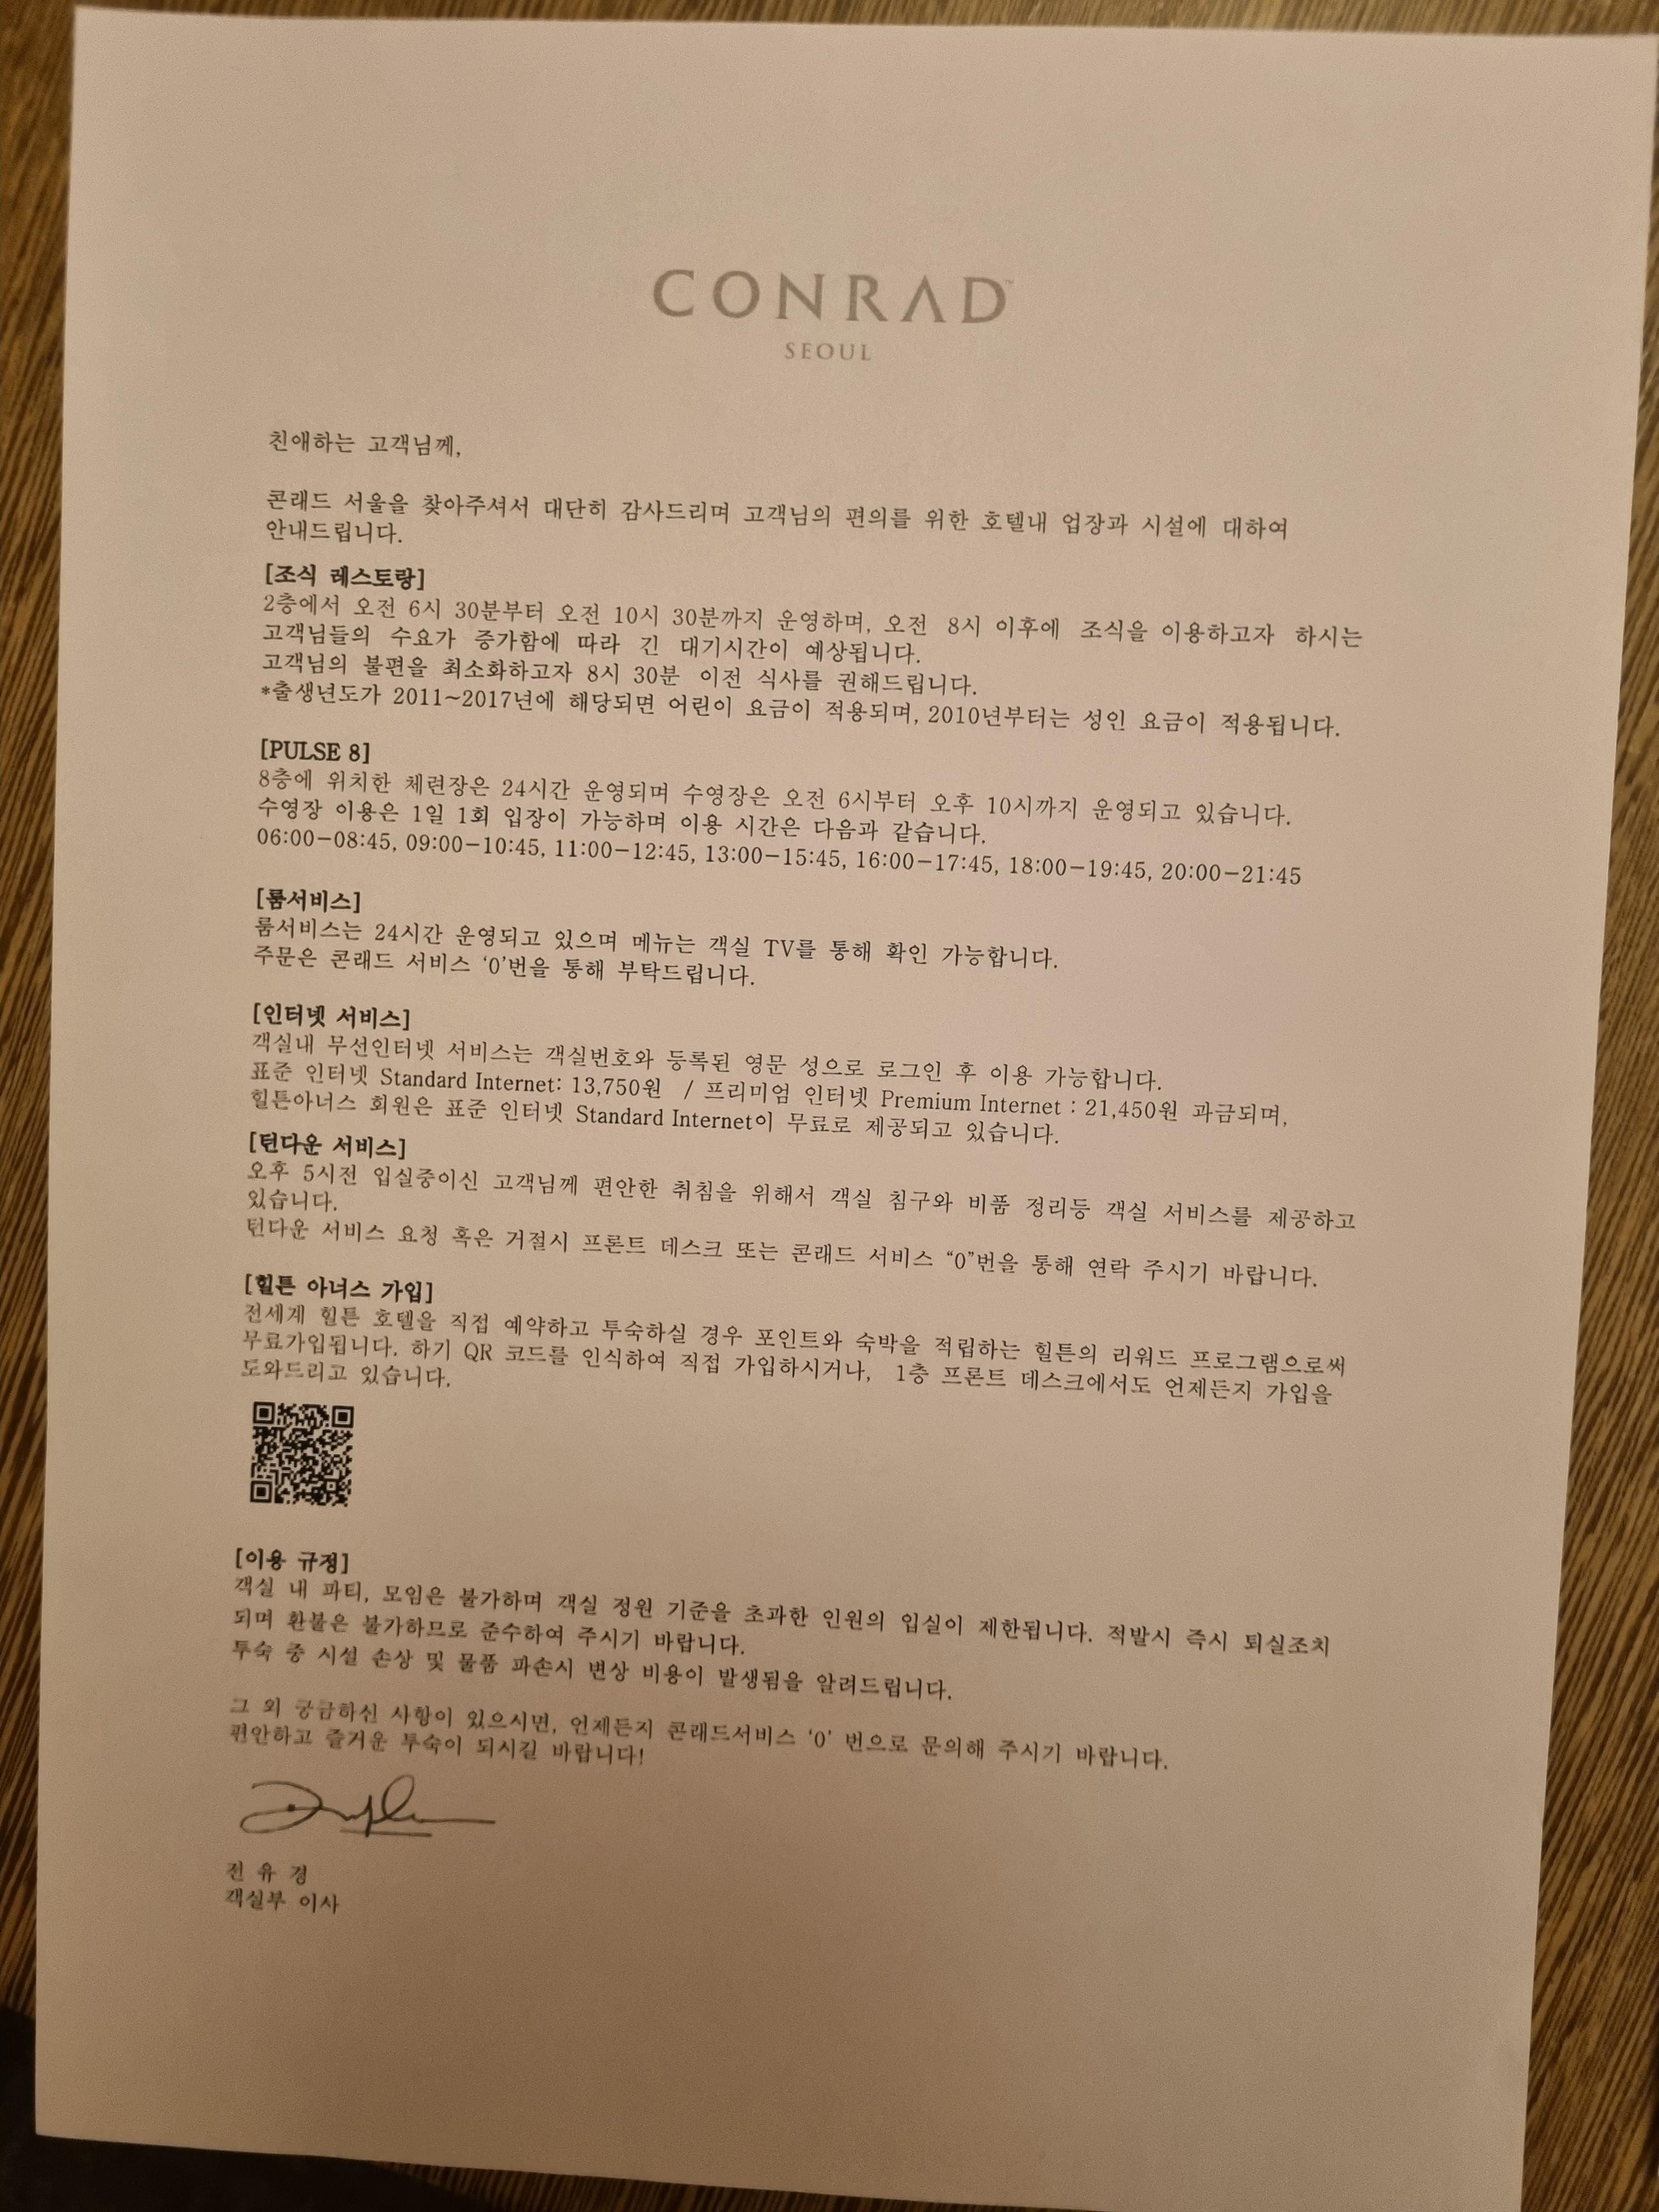 CONRAD™
SEOUL
친애하는 고객님께,
콘래드 서울을 찾아주셔서 대단히 감사드리며 고객님의 편의를 위한 호텔내 업장과 시설에 대하여
안내드립니다.
[조식 레스토랑]
2층에서 오전 6시 30분부터 오전 10시 30분까지 운영하며, 오전 8시 이후에 조식을 이용하고자 하시는
고객님들의 수요가 증가함에 따라 긴 대기시간이 예상됩니다.
고객님의 불편을 최소화하고자 8시 30분 이전 식사를 권해드립니다.
*출생년도가 2011~2017년에 해당되면 어린이 요금이 적용되며, 2010년부터는 성인 요금이 적용됩니다.
[PULSE 8]
8층에 위치한 체련장은 24시간 운영되며 수영장은 오전 6시부터 오후 10시까지 운영되고 있습니다.
수영장 이용은 1일 1회 입장이 가능하며 이용 시간은 다음과 같습니다.
06:00-08:45, 09:00-10:45, 11:00-12:45, 13:00-15:45, 16:00-17:45, 18:00-19:45, 20:00-21:45
[룸서비스]
룸서비스는 24시간 운영되고 있으며 메뉴는 객실 TV를 통해 확인 가능합니다.
주문은 콘래드 서비스 '0'번을 통해 부탁드립니다.
[인터넷 서비스]
객실내 무선인터넷 서비스는 객실번호와 등록된 영문 성으로 로그인 후 이용 가능합니다.
표준 인터넷 Standard Internet: 13,750원 / 프리미엄 인터넷 Premium Internet : 21,450원 과금되며,
힐튼아너스 회원은 표준 인터넷 Standard Internet이 무료로 제공되고 있습니다.
[턴다운 서비스]
오후 5시전 입실중이신 고객님께 편안한 취침을 위해서 객실 침구와 비품 정리등 객실 서비스를 제공하고
있습니다.
턴다운 서비스 요청 혹은 거절시 프론트 데스크 또는 콘래드 서비스 "0"번을 통해 연락 주시기 바랍니다.
[힐튼 아너스 가입]
전세계 힐튼 호텔을 직접 예약하고 투숙하실 경우 포인트와 숙박을 적립하는 힐튼의 리워드 프로그램으로써
무료가입됩니다. 하기 QR 코드를 인식하여 직접 가입하시거나, 1층 프론트 데스크에서도 언제든지 가입을
도와드리고 있습니다.
[이용 규정]
객실 내 파티, 모임은 불가하며 객실 정원 기준을 초과한 인원의 입실이 제한됩니다. 적발시 즉시 퇴실조치
되며 환불은 불가하므로 준수하여 주시기 바랍니다.
투숙 중 시설 손상 및 물품 파손시 변상 비용이 발생됨을 알려드립니다.
그 외 궁금하신 사항이 있으시면, 언제든지 콘래드서비스 '0' 번으로 문의해 주시기 바랍니다.
편안하고 즐거운 투숙이 되시길 바랍니다!
전 유 경
객실부 이사